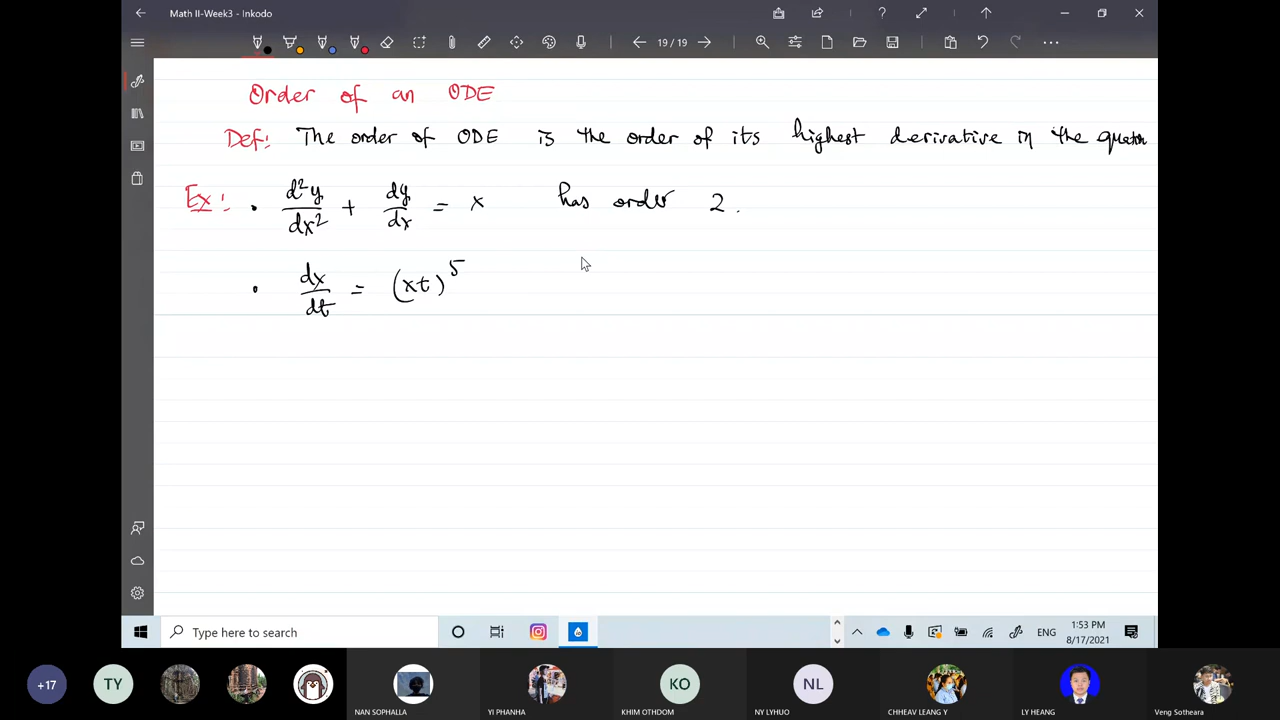 Math II-Week3 - Inkodo
19 / 19
Order of an ODE
Def: The order of ODE is the order of its highest derivative in the
Ex: • d²y/dx² + dy/dx = x has order 2.
• dx/dt = (xt)⁵
Type here to search
ENG
1:53 PM
8/17/2021
+17
TY
KO
NL
NAN SOPHALLA
YI PHANHA
KHIM OTHDOM
NY LYHUO
CHHEAV LEANG Y
LY HEANG
Veng Sotheara